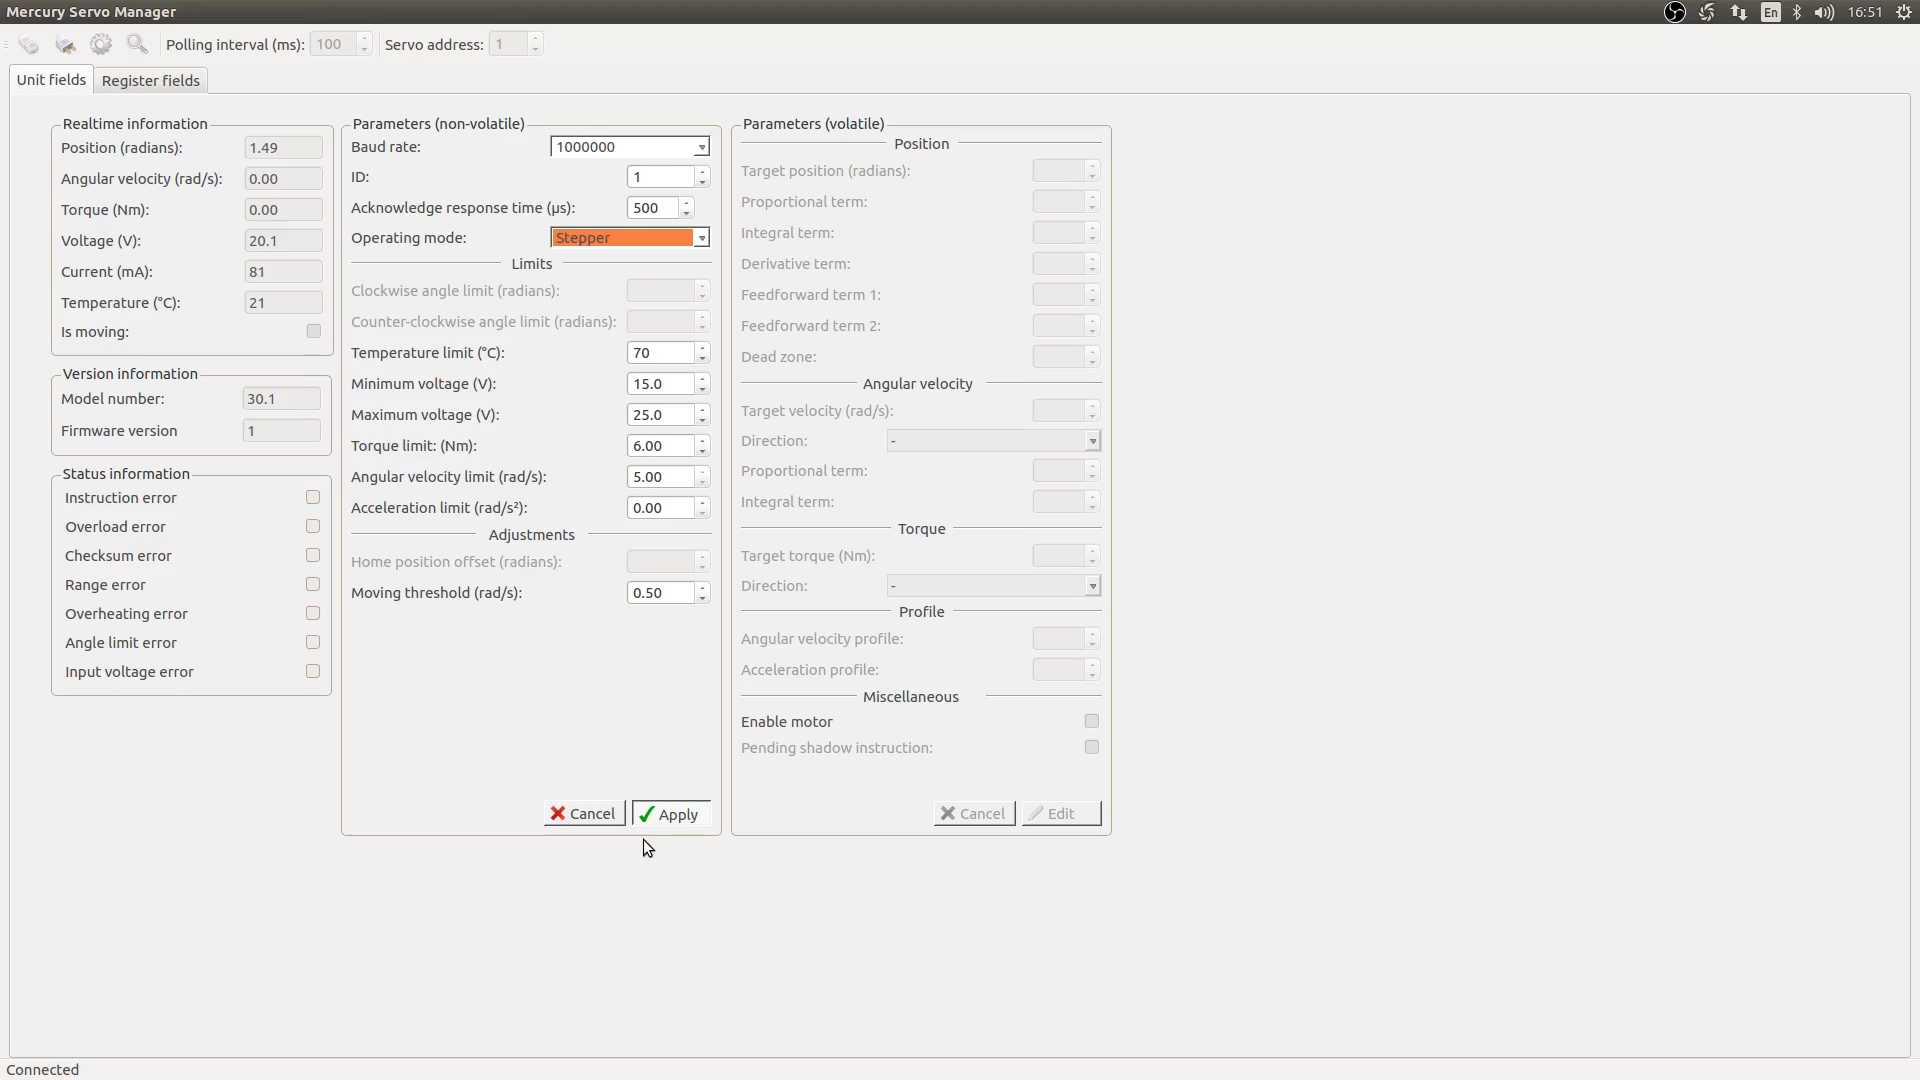 Mercury Servo Manager
En
16:51
Polling interval (ms): 100
Servo address: 1
Unit fields
Register fields
Realtime information
Position (radians): 1.49
Angular velocity (rad/s): 0.00
Torque (Nm): 0.00
Voltage (V): 20.1
Current (mA): 81
Temperature (°C): 21
Is moving:
Version information
Model number: 30.1
Firmware version 1
Status information
Instruction error
Overload error
Checksum error
Range error
Overheating error
Angle limit error
Input voltage error
Parameters (non-volatile)
Baud rate: 1000000
ID: 1
Acknowledge response time (µs): 500
Operating mode: Stepper
Limits
Clockwise angle limit (radians):
Counter-clockwise angle limit (radians):
Temperature limit (°C): 70
Minimum voltage (V): 15.0
Maximum voltage (V): 25.0
Torque limit: (Nm): 6.00
Angular velocity limit (rad/s): 5.00
Acceleration limit (rad/s²): 0.00
Adjustments
Home position offset (radians):
Moving threshold (rad/s): 0.50
Cancel
Apply
Parameters (volatile)
Position
Target position (radians):
Proportional term:
Integral term:
Derivative term:
Feedforward term 1:
Feedforward term 2:
Dead zone:
Angular velocity
Target velocity (rad/s):
Direction: -
Proportional term:
Integral term:
Torque
Target torque (Nm):
Direction: -
Profile
Angular velocity profile:
Acceleration profile:
Miscellaneous
Enable motor
Pending shadow instruction:
Cancel
Edit
Connected